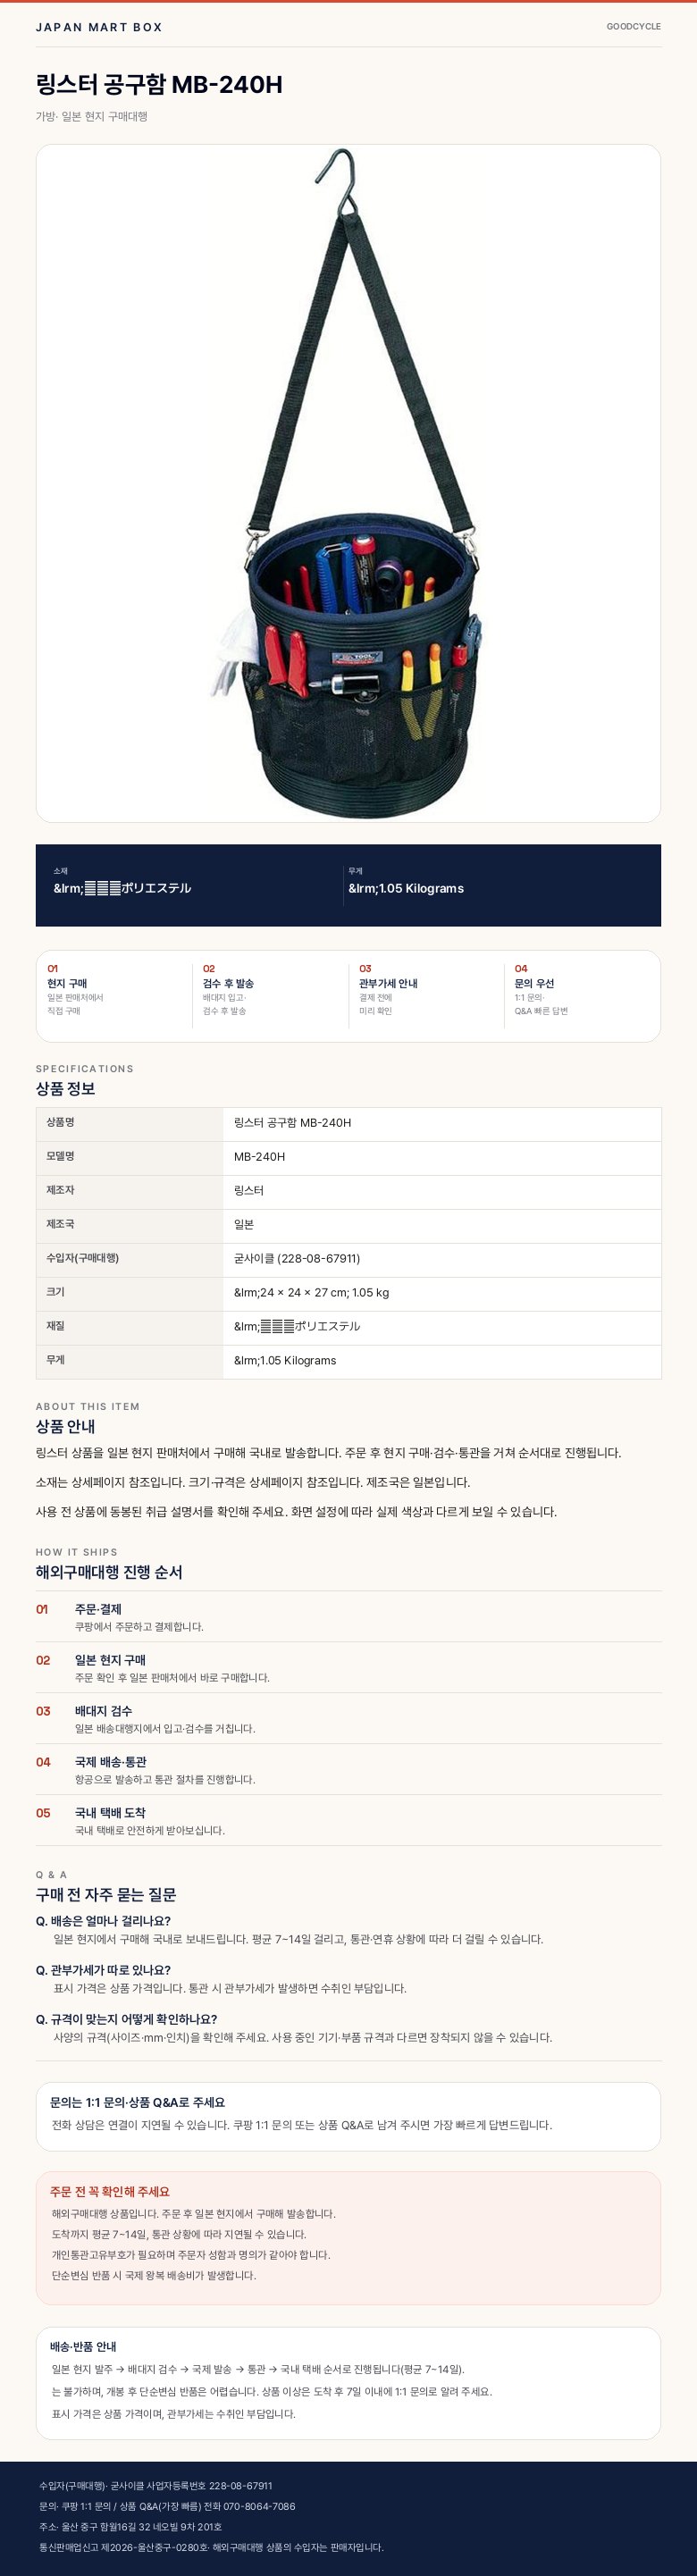 JAPAN MART BOX
GOODCYCLE
링스터 공구함 MB-240H
가방· 일본 현지 구매대행
TOOL
소재
&lrm;䷀䷀䷀ポリエステル
무게
&lrm;1.05 Kilograms
01
현지 구매
일본 판매처에서
직접 구매
02
검수 후 발송
배대지 입고·
검수 후 발송
03
관부가세 안내
결제 전에
미리 확인
04
문의 우선
1:1 문의·
Q&A 빠른 답변
SPECIFICATIONS
상품 정보
상품명 링스터 공구함 MB-240H
모델명 MB-240H
제조자 링스터
제조국 일본
수입자(구매대행) 굳사이클 (228-08-67911)
크기 &lrm;24 × 24 × 27 cm; 1.05 kg
재질 &lrm;䷀䷀䷀ポリエステル
무게 &lrm;1.05 Kilograms
ABOUT THIS ITEM
상품 안내
링스터 상품을 일본 현지 판매처에서 구매해 국내로 발송합니다. 주문 후 현지 구매·검수·통관을 거쳐 순서대로 진행됩니다.
소재는 상세페이지 참조입니다. 크기·규격은 상세페이지 참조입니다. 제조국은 일본입니다.
사용 전 상품에 동봉된 취급 설명서를 확인해 주세요. 화면 설정에 따라 실제 색상과 다르게 보일 수 있습니다.
HOW IT SHIPS
해외구매대행 진행 순서
01 주문·결제
쿠팡에서 주문하고 결제합니다.
02 일본 현지 구매
주문 확인 후 일본 판매처에서 바로 구매합니다.
03 배대지 검수
일본 배송대행지에서 입고·검수를 거칩니다.
04 국제 배송·통관
항공으로 발송하고 통관 절차를 진행합니다.
05 국내 택배 도착
국내 택배로 안전하게 받아보십니다.
Q & A
구매 전 자주 묻는 질문
Q. 배송은 얼마나 걸리나요?
일본 현지에서 구매해 국내로 보내드립니다. 평균 7~14일 걸리고, 통관·연휴 상황에 따라 더 걸릴 수 있습니다.
Q. 관부가세가 따로 있나요?
표시 가격은 상품 가격입니다. 통관 시 관부가세가 발생하면 수취인 부담입니다.
Q. 규격이 맞는지 어떻게 확인하나요?
사양의 규격(사이즈·mm·인치)을 확인해 주세요. 사용 중인 기기·부품 규격과 다르면 장착되지 않을 수 있습니다.
문의는 1:1 문의·상품 Q&A로 주세요
전화 상담은 연결이 지연될 수 있습니다. 쿠팡 1:1 문의 또는 상품 Q&A로 남겨 주시면 가장 빠르게 답변드립니다.
주문 전 꼭 확인해 주세요
해외구매대행 상품입니다. 주문 후 일본 현지에서 구매해 발송합니다.
도착까지 평균 7~14일, 통관 상황에 따라 지연될 수 있습니다.
개인통관고유부호가 필요하며 주문자 성함과 명의가 같아야 합니다.
단순변심 반품 시 국제 왕복 배송비가 발생합니다.
배송·반품 안내
일본 현지 발주 → 배대지 검수 → 국제 발송 → 통관 → 국내 택배 순서로 진행됩니다(평균 7~14일).
는 불가하며, 개봉 후 단순변심 반품은 어렵습니다. 상품 이상은 도착 후 7일 이내에 1:1 문의로 알려 주세요.
표시 가격은 상품 가격이며, 관부가세는 수취인 부담입니다.
수입자(구매대행)· 굳사이클 사업자등록번호 228-08-67911
문의· 쿠팡 1:1 문의 / 상품 Q&A(가장 빠름) 전화 070-8064-7086
주소· 울산 중구 함월16길 32 네오빌 9차 201호
통신판매업신고 제2026-울산중구-0280호· 해외구매대행 상품의 수입자는 판매자입니다.